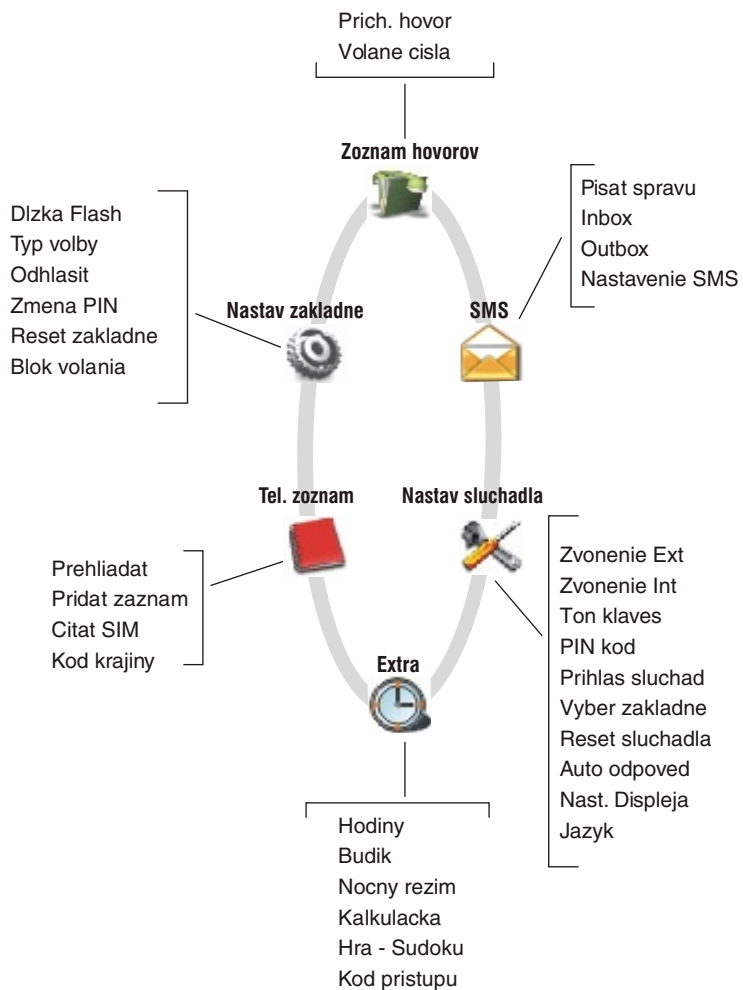 Prich. hovor
Volane cisla
Zoznam hovorov
Dlzka Flash
Typ volby
Odhlasit
Zmena PIN
Reset zakladne
Blok volania
Nastav zakladne
SMS
Pisat spravu
Inbox
Outbox
Nastavenie SMS
Tel. zoznam
Prehliadat
Pridat zaznam
Citat SIM
Kod krajiny
Nastav sluchadla
Zvonenie Ext
Zvonenie Int
Ton klaves
PIN kod
Prihlas sluchad
Vyber zakladne
Reset sluchadla
Auto odpoved
Nast. Displeja
Jazyk
Extra
Hodiny
Budik
Nocny rezim
Kalkulacka
Hra - Sudoku
Kod pristupu